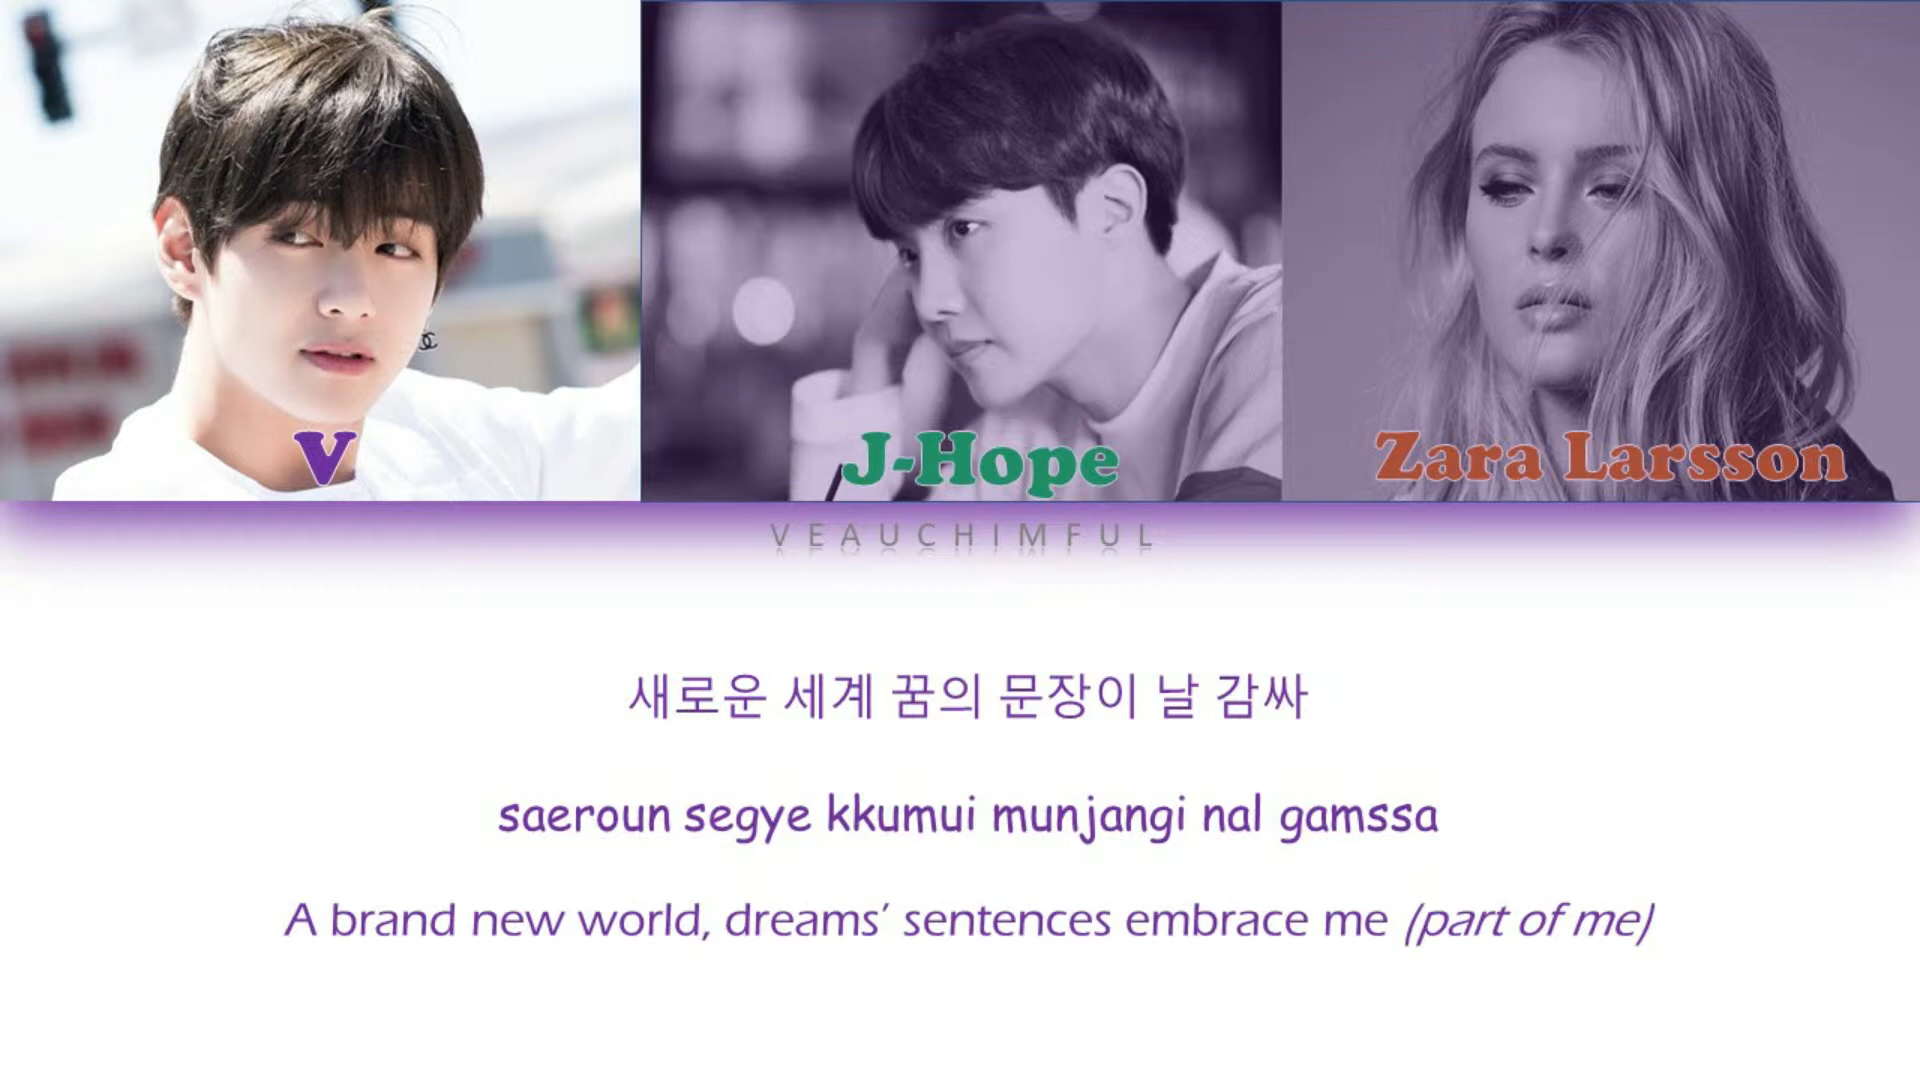 V
J-Hope
Zara Larsson
VEAUCHIMFUL
새로운 세계 꿈의 문장이 날 감싸
saeroun segye kkumui munjangi nal gamssa
A brand new world, dreams’ sentences embrace me (part of me)